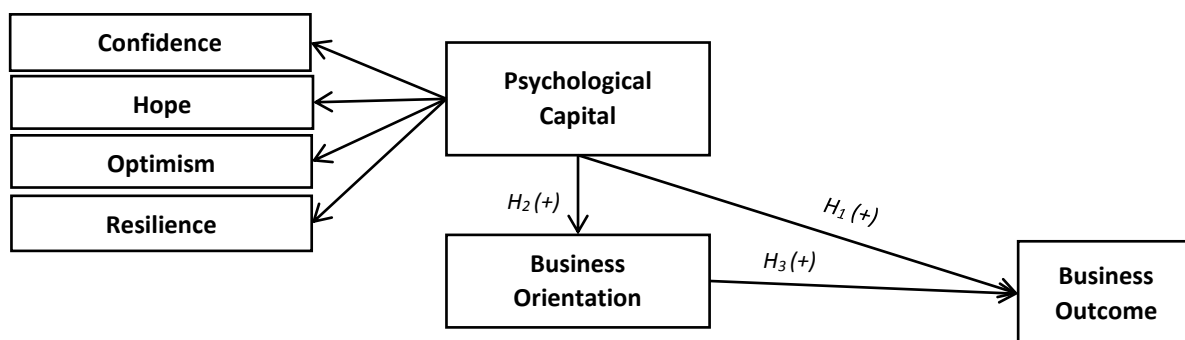 Confidence
Hope
Optimism
Resilience
Psychological
Capital
H2 (+)
H1 (+)
Business
Orientation
H3 (+)
Business
Outcome